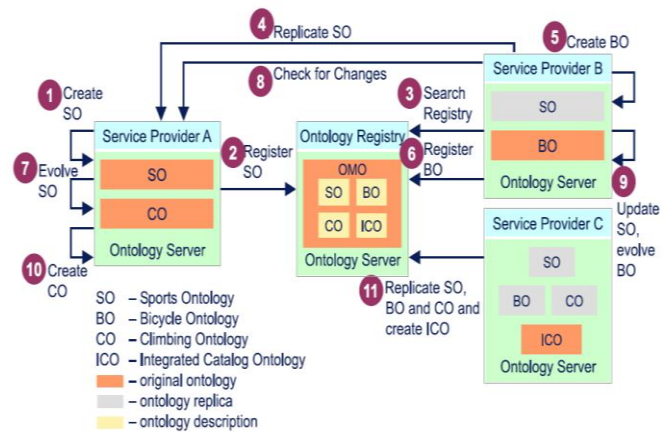 4 Replicate SO
5 Create BO
8 Check for Changes
Service Provider B
1 Create
SO
3 Search
Registry
SO
Service Provider A
2 Register
SO
Ontology Registry
6 Register
BO
BO
7 Evolve
SO
SO
OMO
SO BO
Ontology Server
9
CO
CO ICO
Update
SO,
evolve
BO
Service Provider C
Ontology Server
Ontology Server
10 Create
CO
SO
11 Replicate SO,
BO and CO and
create ICO
BO CO
SO – Sports Ontology
BO – Bicycle Ontology
CO – Climbing Ontology
ICO – Integrated Catalog Ontology
ICO
Ontology Server
– original ontology
– ontology replica
– ontology description